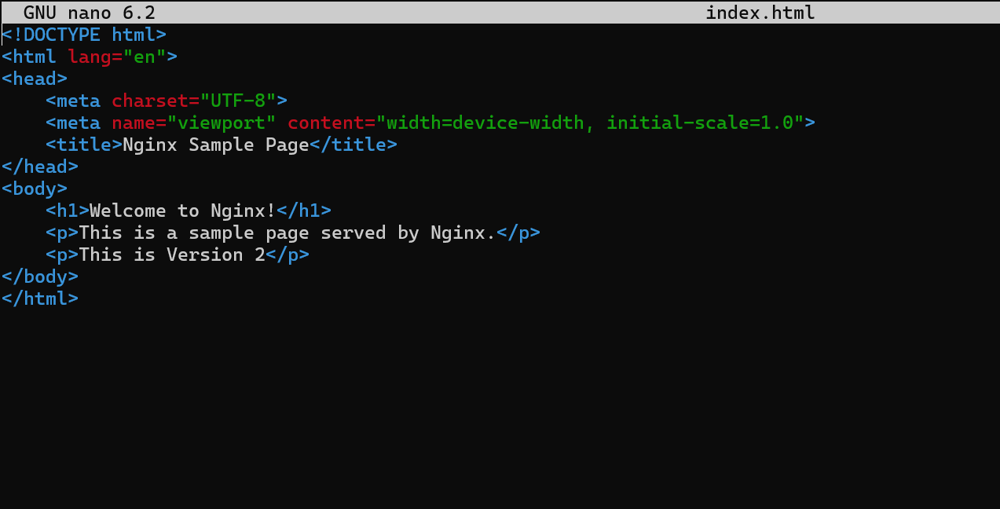 GNU nano 6.2 index.html
<!DOCTYPE html>
<html lang="en">
<head>
    <meta charset="UTF-8">
    <meta name="viewport" content="width=device-width, initial-scale=1.0">
    <title>Nginx Sample Page</title>
</head>
<body>
    <h1>Welcome to Nginx!</h1>
    <p>This is a sample page served by Nginx.</p>
    <p>This is Version 2</p>
</body>
</html>